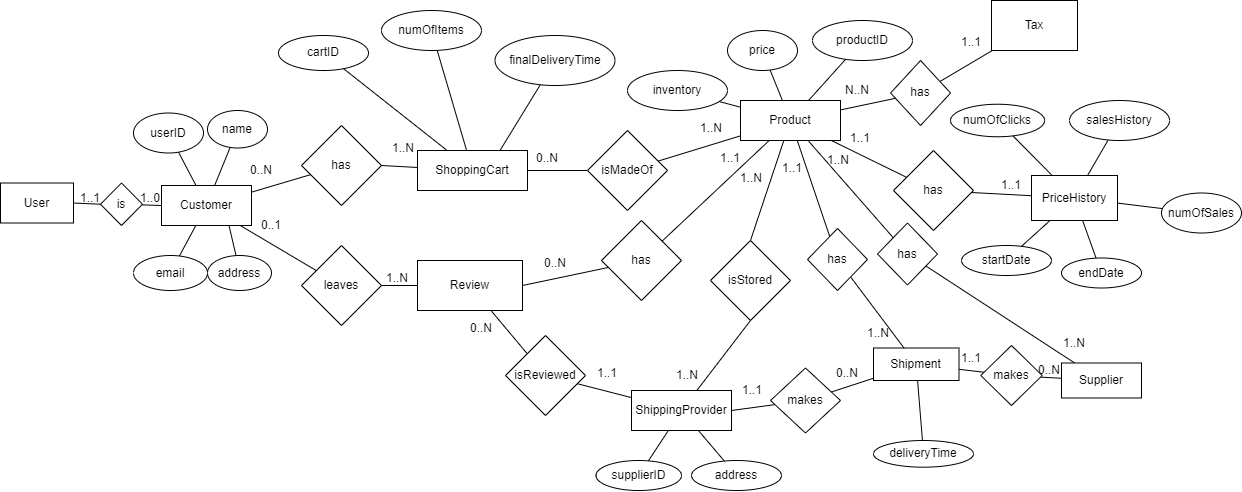 Tax
numOfItems
productID
price
cartID
1..1
finalDeliveryTime
inventory
N..N
has
numOfClicks
salesHistory
Product
userID
name
1..N
1..1
1..N
0..N
has
0..N
1..1
isMadeOf
1..1
1..N
0..N
ShoppingCart
1..N
has
1..1
User
1..1
is
1..0
Customer
PriceHistory
numOfSales
0..1
has
has
has
startDate
email
address
0..N
endDate
leaves
1..N
Review
isStored
0..N
1..N
1..N
isReviewed
1..1
1..N
0..N
Shipment
1..1
makes
0..N
Supplier
1..1
makes
ShippingProvider
deliveryTime
supplierID
address